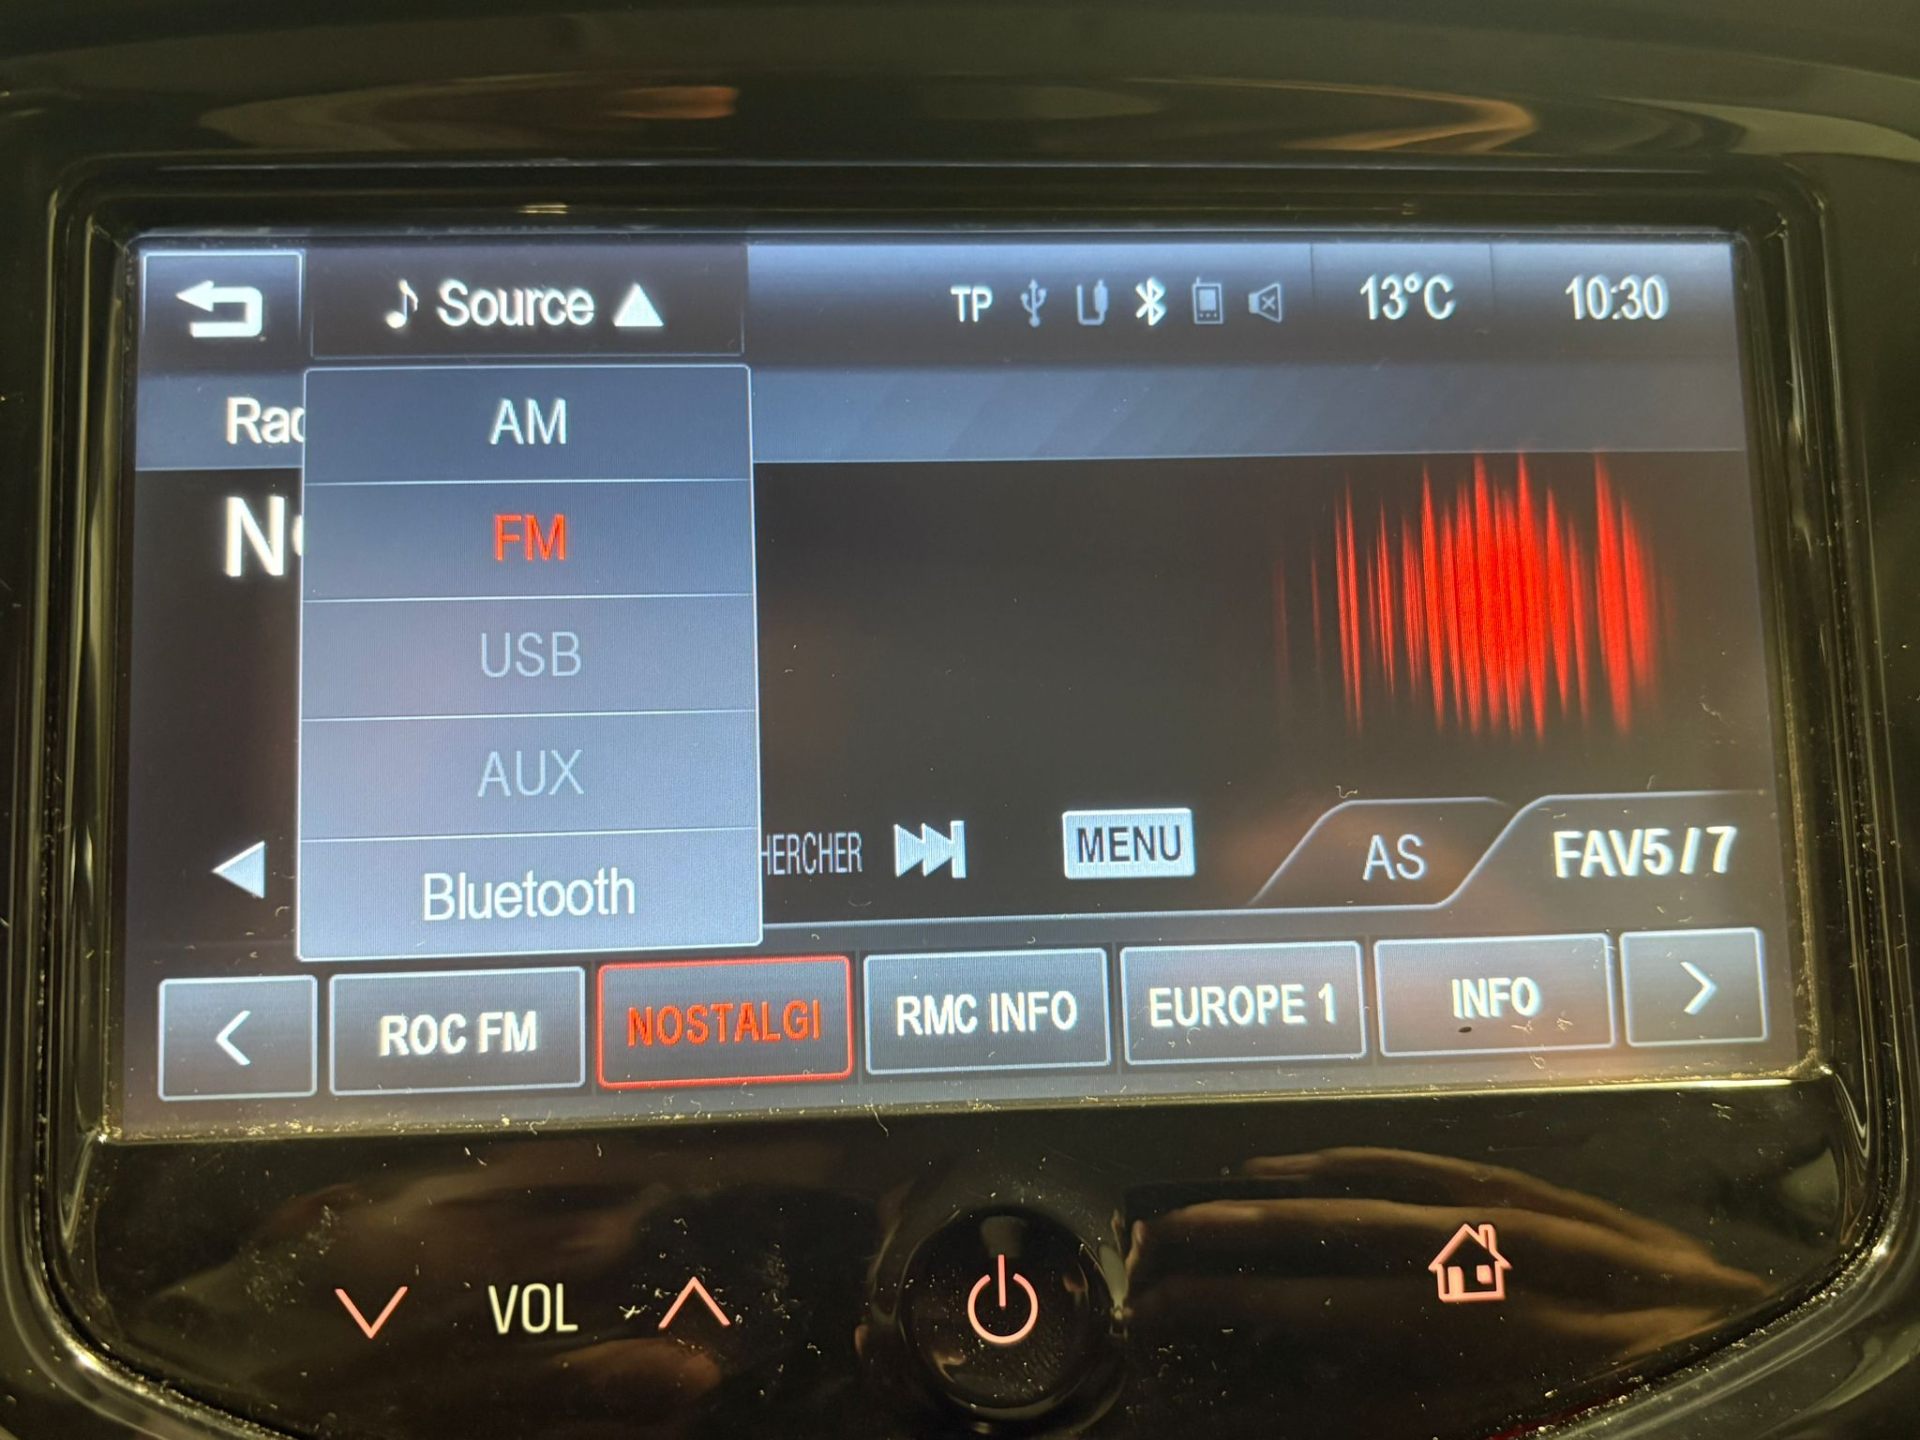 Source
TP 13°C 10:30
AM
FM
USB
AUX
Bluetooth
MENU
AS
FAV5/7
ROC FM
NOSTALGI
RMC INFO
EUROPE 1
INFO
VOL